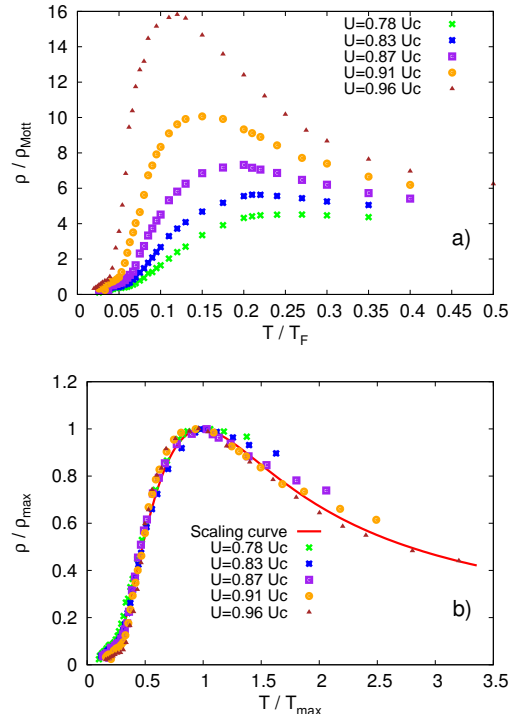 U=0.78 Uc
U=0.83 Uc
U=0.87 Uc
U=0.91 Uc
U=0.96 Uc
16
14
12
10
8
6
4
2
0
ρ / ρMott
a)
0 0.05 0.1 0.15 0.2 0.25 0.3 0.35 0.4 0.45 0.5
T / TF
1.2
1
0.8
0.6
0.4
0.2
0
ρ / ρmax
Scaling curve
U=0.78 Uc
U=0.83 Uc
U=0.87 Uc
U=0.91 Uc
U=0.96 Uc
b)
0 0.5 1 1.5 2 2.5 3 3.5
T / Tmax